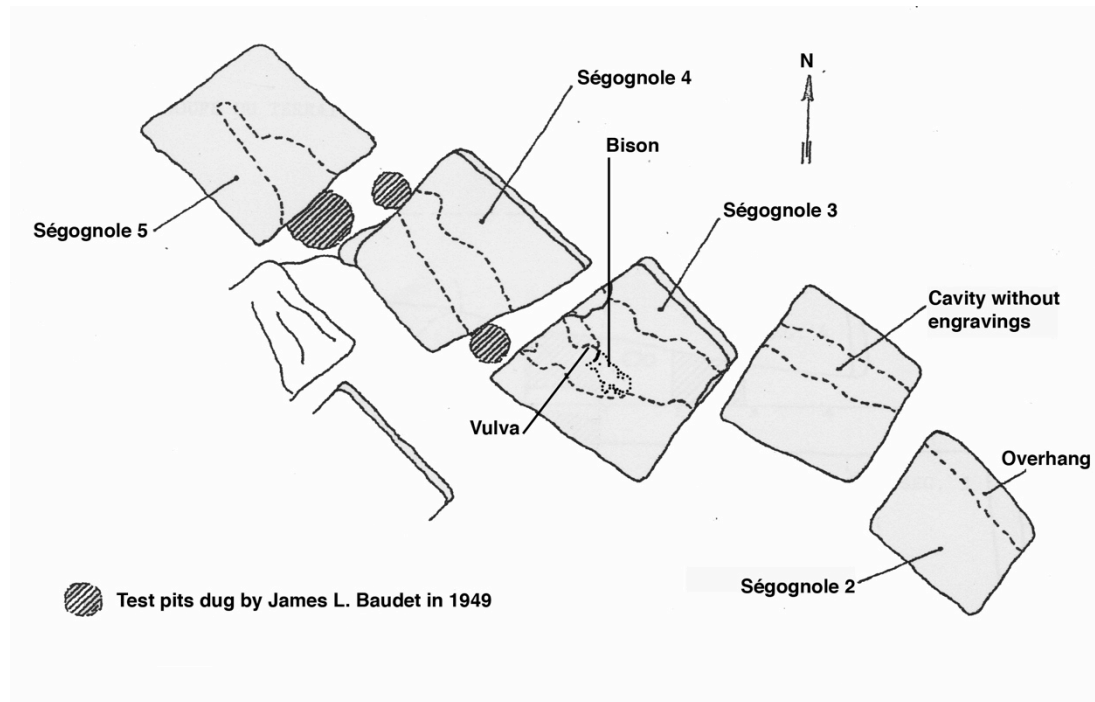 N
Ségognole 4
Bison
Ségognole 3
Ségognole 5
Cavity without
engravings
Vulva
Overhang
Ségognole 2
Test pits dug by James L. Baudet in 1949